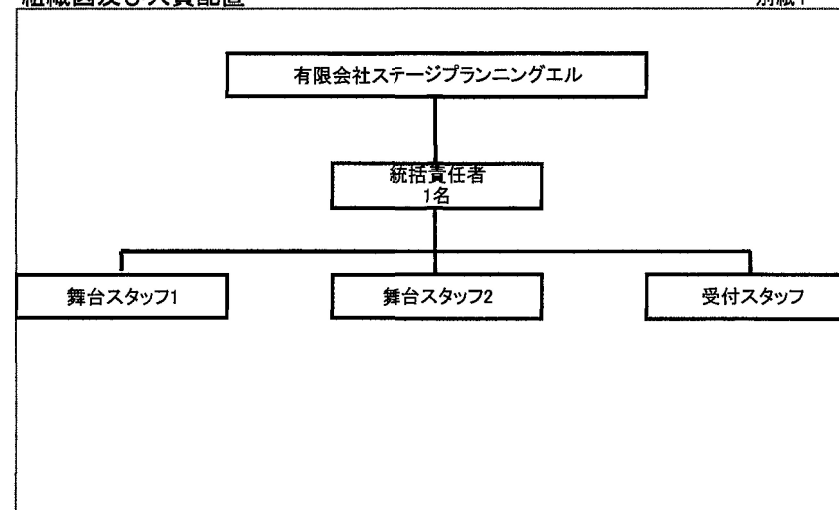 組織図及び人員配置
別紙1
有限会社ステージプランニングエル
統括責任者
1名
舞台スタッフ1
舞台スタッフ2
受付スタッフ